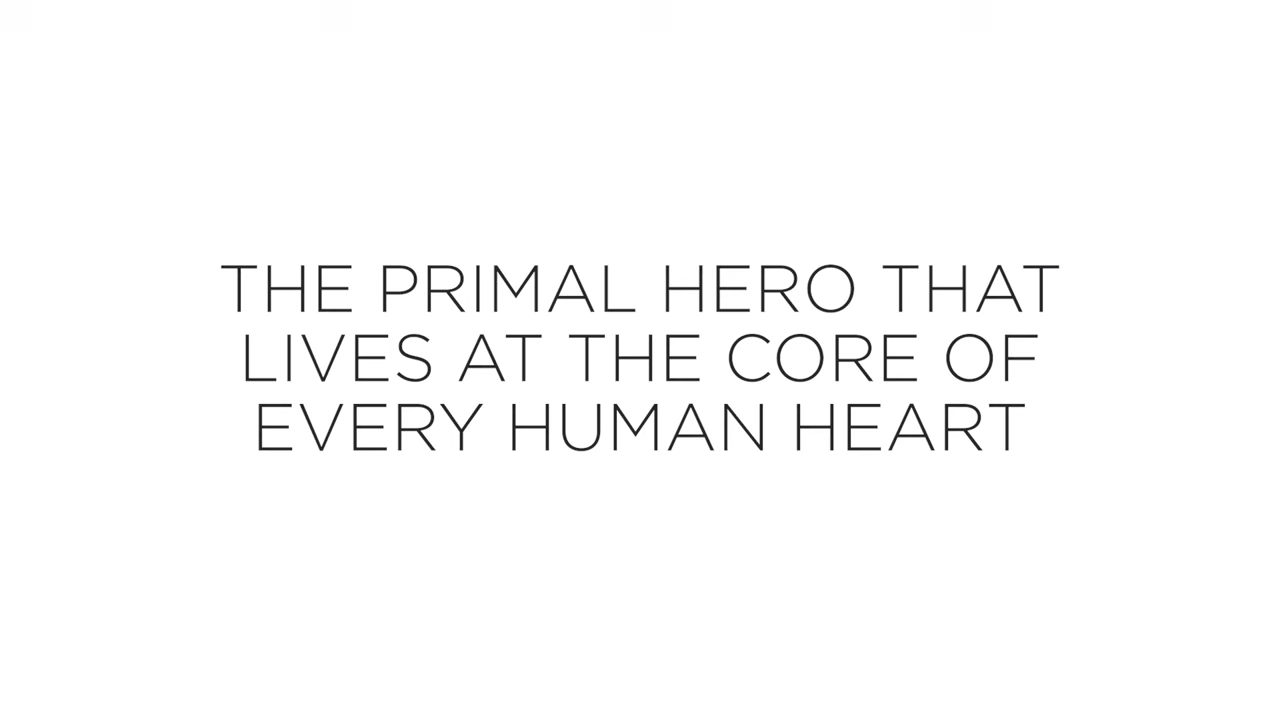 THE PRIMAL HERO THAT
LIVES AT THE CORE OF
EVERY HUMAN HEART